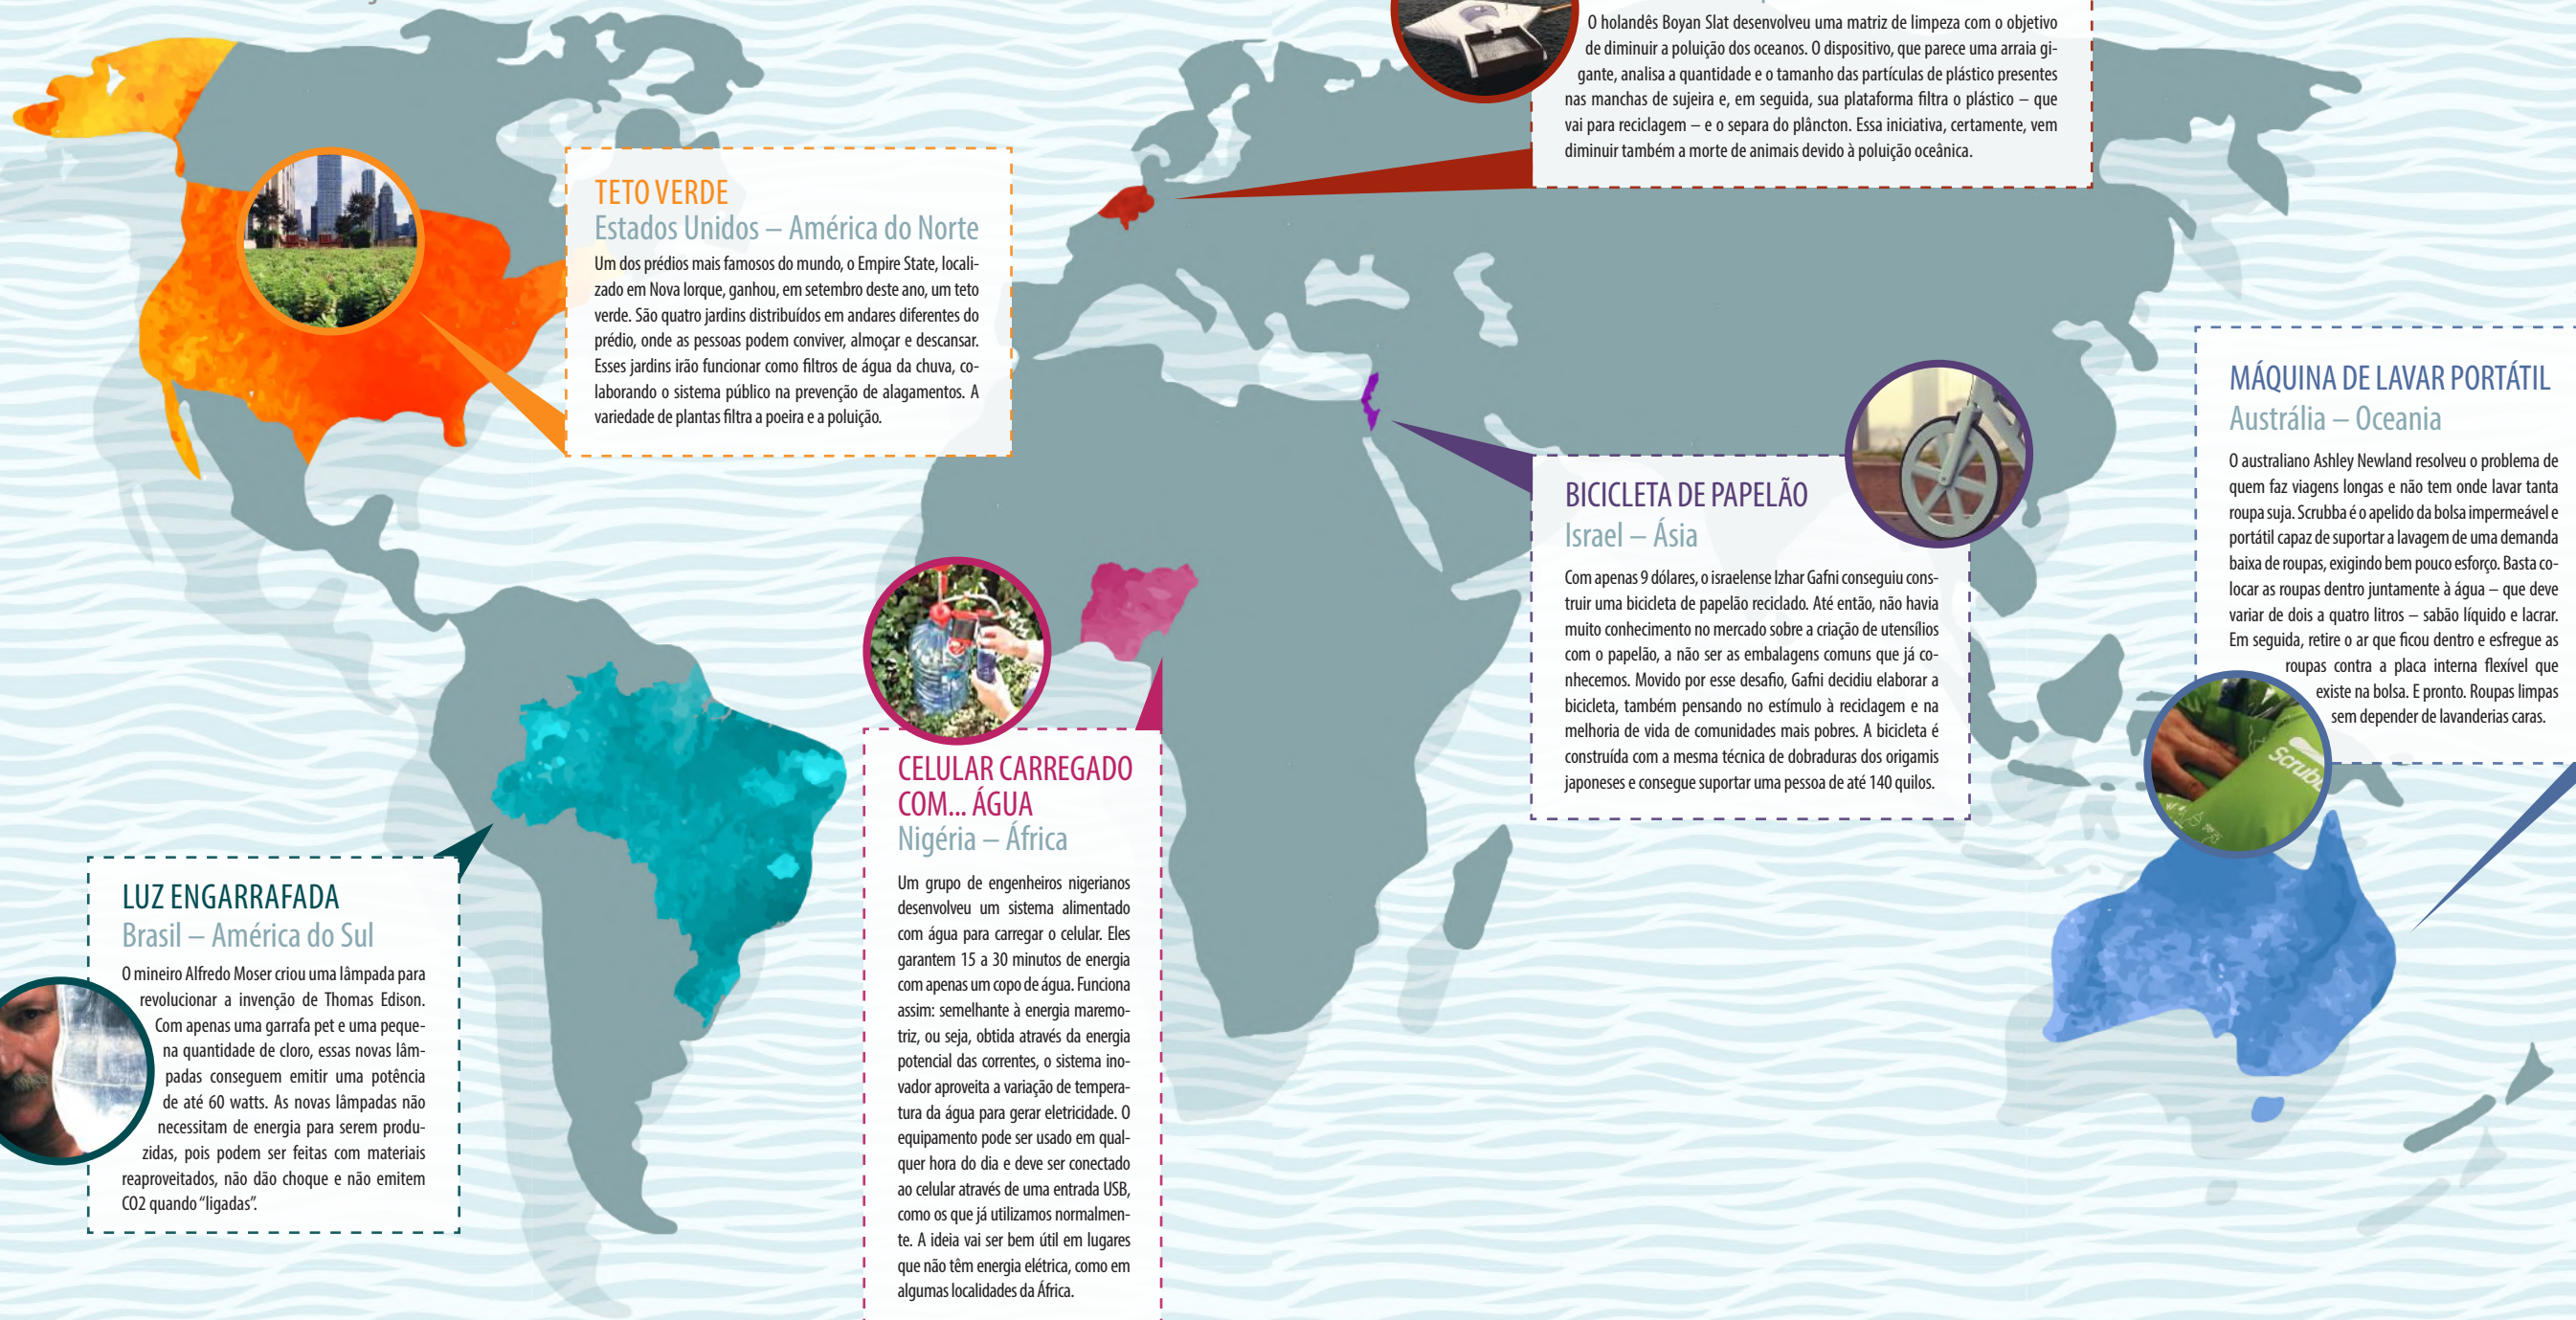 O holandês Boyan Slat desenvolveu uma matriz de limpeza com o objetivo
de diminuir a poluição dos oceanos. O dispositivo, que parece uma arraia gi-
gante, analisa a quantidade e o tamanho das partículas de plástico presentes
nas manchas de sujeira e, em seguida, sua plataforma filtra o plástico – que
vai para reciclagem – e o separa do plâncton. Essa iniciativa, certamente, vem
diminuir também a morte de animais devido à poluição oceânica.
TETO VERDE
Estados Unidos – América do Norte
Um dos prédios mais famosos do mundo, o Empire State, locali-
zado em Nova Iorque, ganhou, em setembro deste ano, um teto
verde. São quatro jardins distribuídos em andares diferentes do
prédio, onde as pessoas podem conviver, almoçar e descansar.
Esses jardins irão funcionar como filtros de água da chuva, co-
laborando o sistema público na prevenção de alagamentos. A
variedade de plantas filtra a poeira e a poluição.
MÁQUINA DE LAVAR PORTÁTIL
Austrália – Oceania
O australiano Ashley Newland resolveu o problema de
quem faz viagens longas e não tem onde lavar tanta
roupa suja. Scrubba é o apelido da bolsa impermeável e
portátil capaz de suportar a lavagem de uma demanda
baixa de roupas, exigindo bem pouco esforço. Basta co-
locar as roupas dentro juntamente à água – que deve
variar de dois a quatro litros – sabão líquido e lacrar.
Em seguida, retire o ar que ficou dentro e esfregue as
roupas contra a placa interna flexível que
existe na bolsa. E pronto. Roupas limpas
sem depender de lavanderias caras.
Scrub
BICICLETA DE PAPELÃO
Israel – Ásia
Com apenas 9 dólares, o israelense Izhar Gafni conseguiu cons-
truir uma bicicleta de papelão reciclado. Até então, não havia
muito conhecimento no mercado sobre a criação de utensílios
com o papelão, a não ser as embalagens comuns que já co-
nhecemos. Movido por esse desafio, Gafni decidiu elaborar a
bicicleta, também pensando no estímulo à reciclagem e na
melhoria de vida de comunidades mais pobres. A bicicleta é
construída com a mesma técnica de dobraduras dos origamis
japoneses e consegue suportar uma pessoa de até 140 quilos.
CELULAR CARREGADO
COM... ÁGUA
Nigéria – África
Um grupo de engenheiros nigerianos
desenvolveu um sistema alimentado
com água para carregar o celular. Eles
garantem 15 a 30 minutos de energia
com apenas um copo de água. Funciona
assim: semelhante à energia maremo-
triz, ou seja, obtida através da energia
potencial das correntes, o sistema ino-
vador aproveita a variação de tempera-
tura da água para gerar eletricidade. O
equipamento pode ser usado em qual-
quer hora do dia e deve ser conectado
ao celular através de uma entrada USB,
como os que já utilizamos normalmen-
te. A ideia vai ser bem útil em lugares
que não têm energia elétrica, como em
algumas localidades da África.
LUZ ENGARRAFADA
Brasil – América do Sul
O mineiro Alfredo Moser criou uma lâmpada para
revolucionar a invenção de Thomas Edison.
Com apenas uma garrafa pet e uma peque-
na quantidade de cloro, essas novas lâm-
padas conseguem emitir uma potência
de até 60 watts. As novas lâmpadas não
necessitam de energia para serem produ-
zidas, pois podem ser feitas com materiais
reaproveitados, não dão choque e não emitem
CO2 quando “ligadas”.